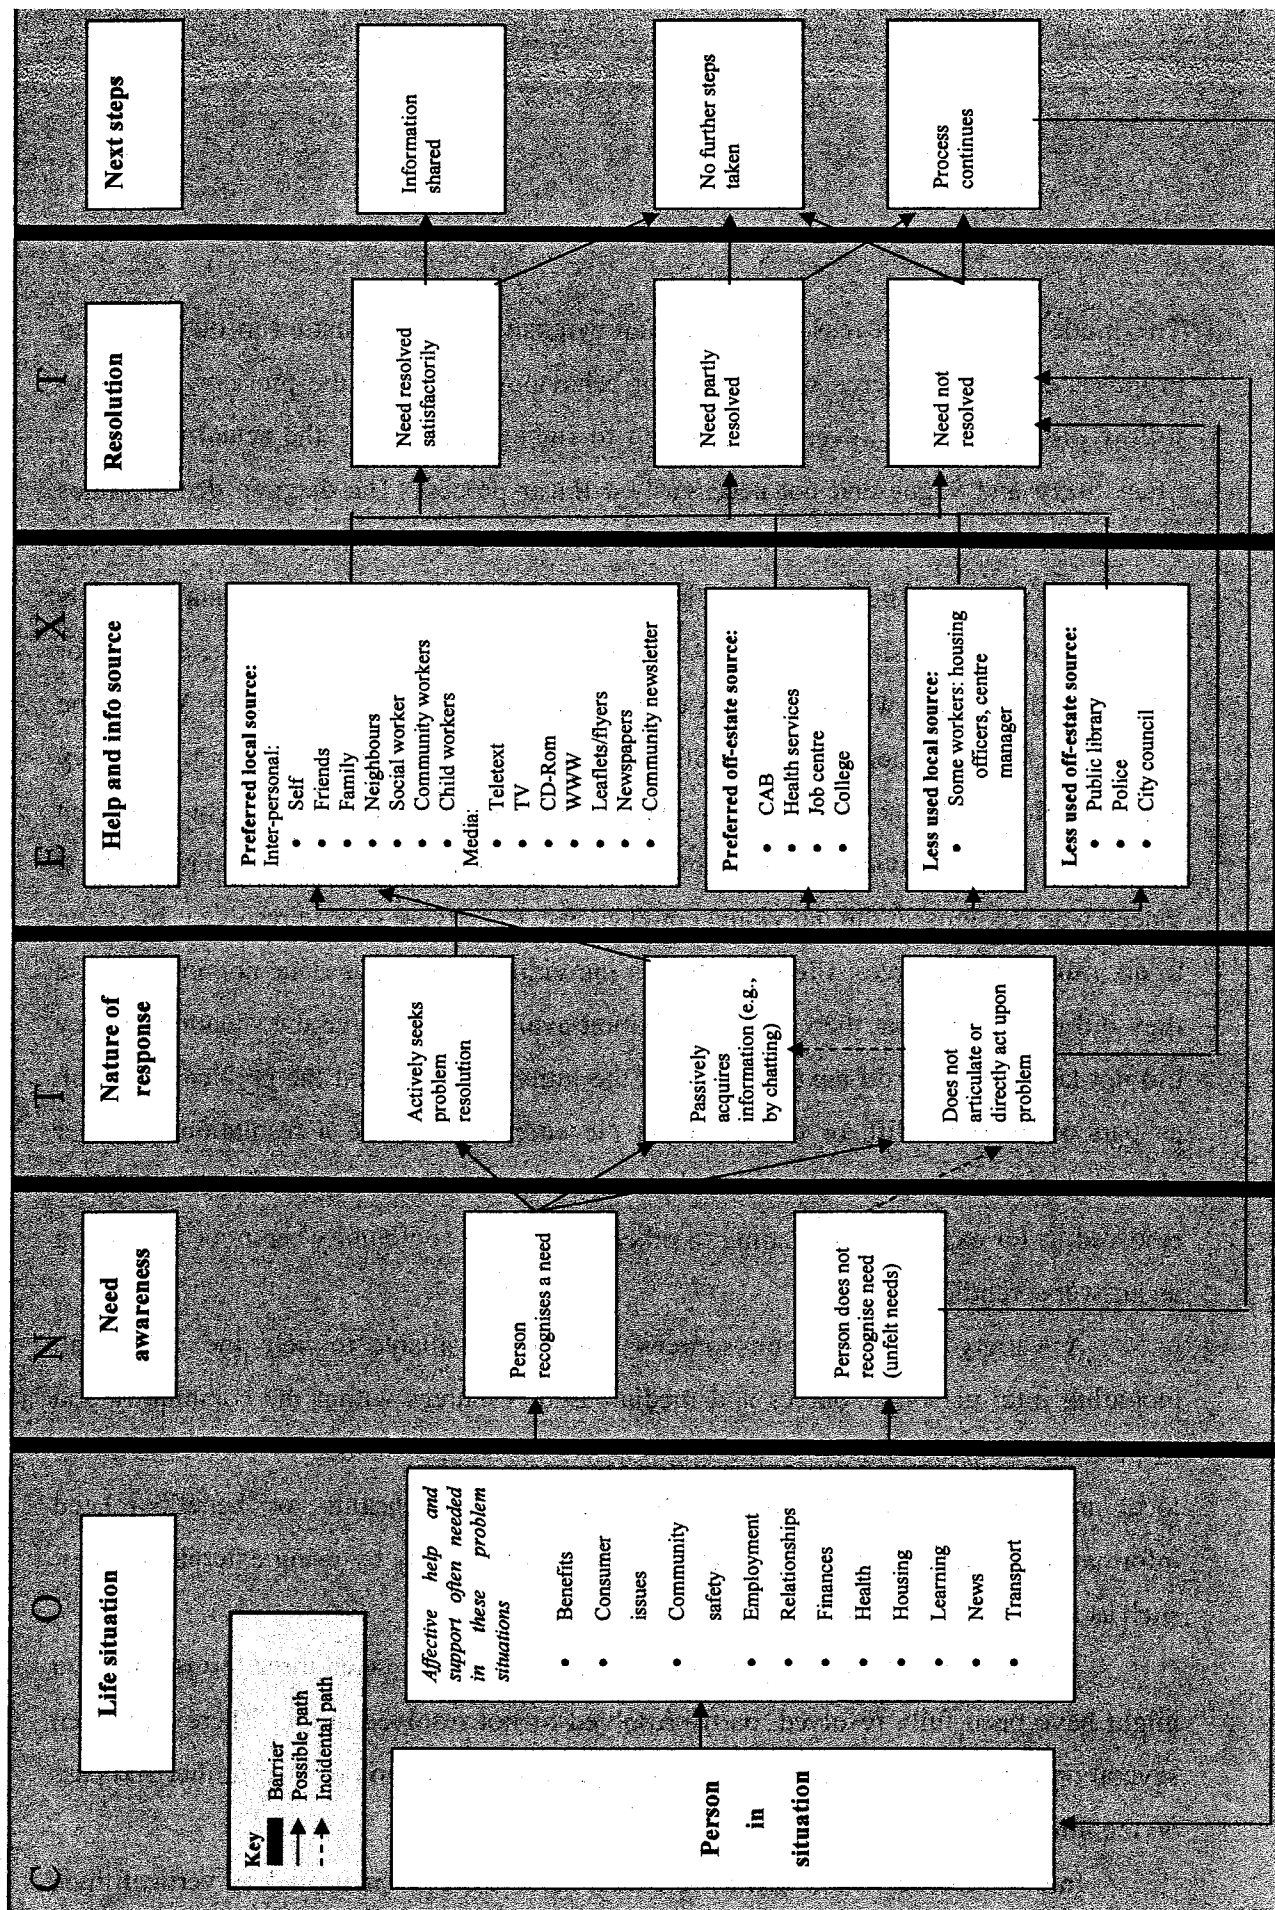 C O N T E X T
Life situation
Key
Barrier
Possible path
Incidental path
Person
in
situation
Affective help and
support often needed
in these problem
situations
• Benefits
• Consumer
issues
• Community
safety
• Employment
• Relationships
• Finances
• Health
• Housing
• Learning
• News
• Transport
Need
awareness
Person
recognises a need
Person does not
recognise need
(unfelt needs)
Nature of
response
Actively seeks
problem
resolution
Passively
acquires
information (e.g.,
by chatting)
Does not
articulate or
directly act upon
problem
Help and info source
Preferred local source:
Inter-personal:
• Self
• Friends
• Family
• Neighbours
• Social worker
• Community workers
• Child workers
Media:
• Teletext
• TV
• CD-Rom
• WWW
• Leaflets/flyers
• Newspapers
• Community newsletter
Preferred off-estate source:
• CAB
• Health services
• Job centre
• College
Less used local source:
• Some workers: housing
officers, centre
manager
Less used off-estate source:
• Public library
• Police
• City council
Resolution
Need resolved
satisfactorily
Need partly
resolved
Need not
resolved
Next steps
Information
shared
No further steps
taken
Process
continues